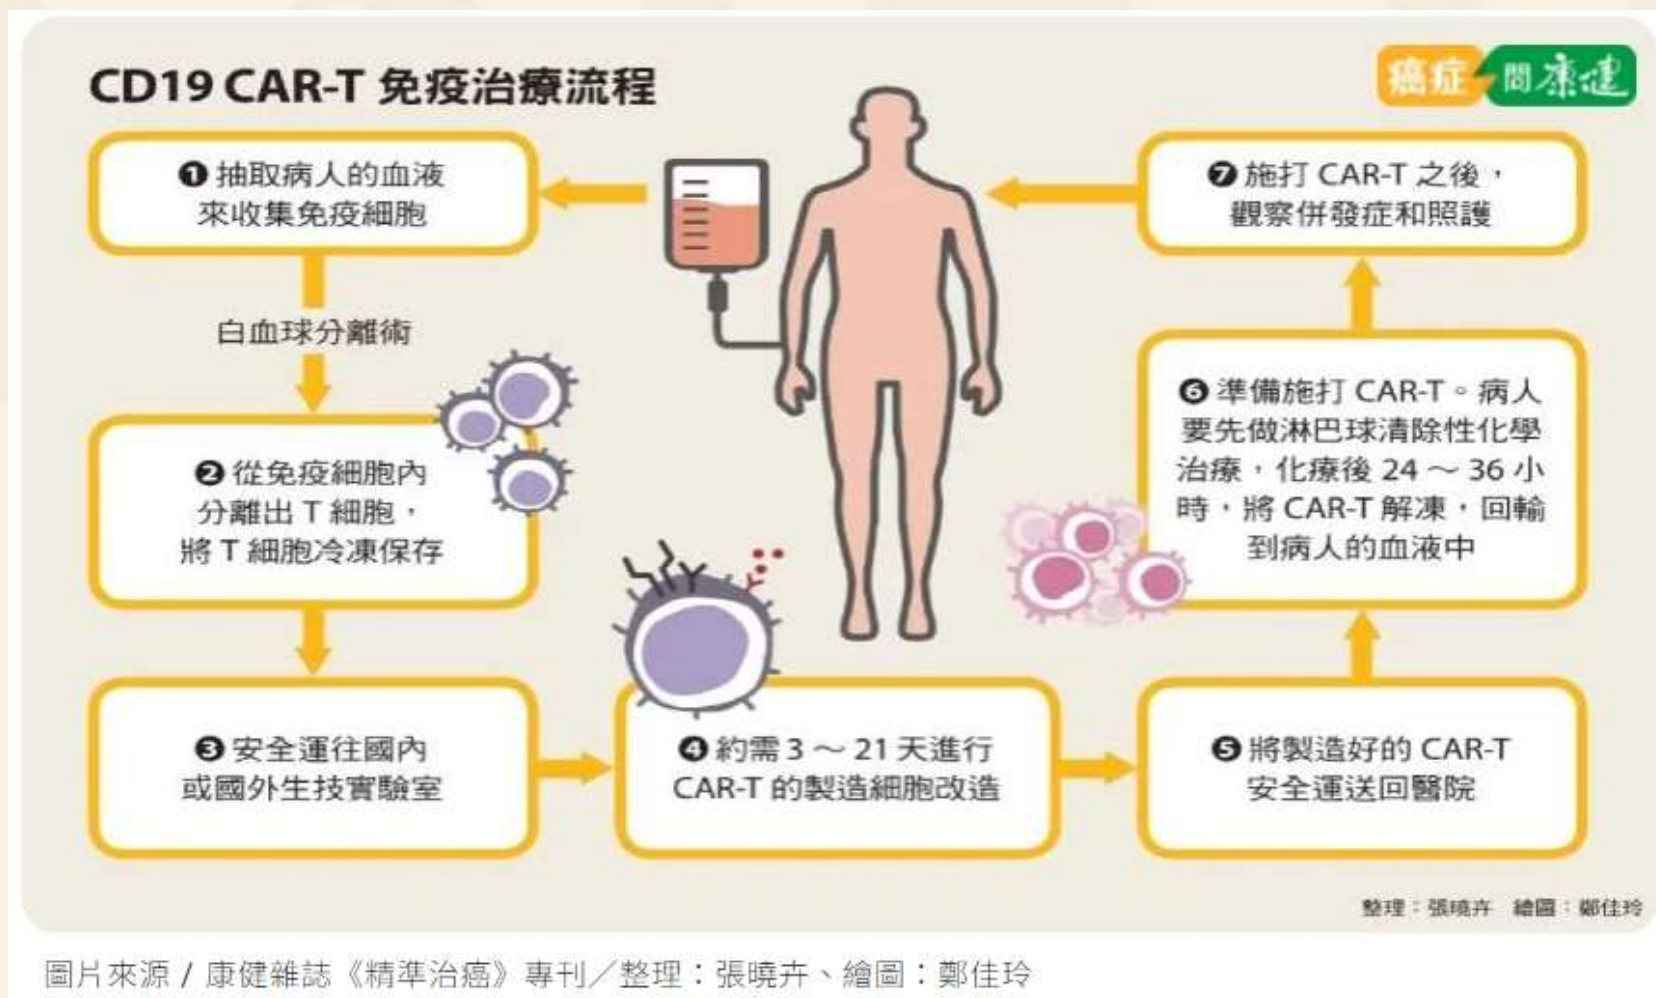 CD19 CAR-T 免疫治療流程
癌症 問康健
❶ 抽取病人的血液
來收集免疫細胞
白血球分離術
❷ 從免疫細胞內
分離出 T 細胞，
將 T 細胞冷凍保存
❸ 安全運往國內
或國外生技實驗室
❹ 約需 3～21 天進行
CAR-T 的製造細胞改造
❺ 將製造好的 CAR-T
安全運送回醫院
❻ 準備施打 CAR-T。病人
要先做淋巴球清除性化學
治療，化療後 24～36 小
時，將 CAR-T 解凍，回輸
到病人的血液中
❼ 施打 CAR-T 之後，
觀察併發症和照護
整理：張曉卉 繪圖：鄭佳玲
圖片來源 / 康健雜誌《精準治癌》專刊／整理：張曉卉、繪圖：鄭佳玲